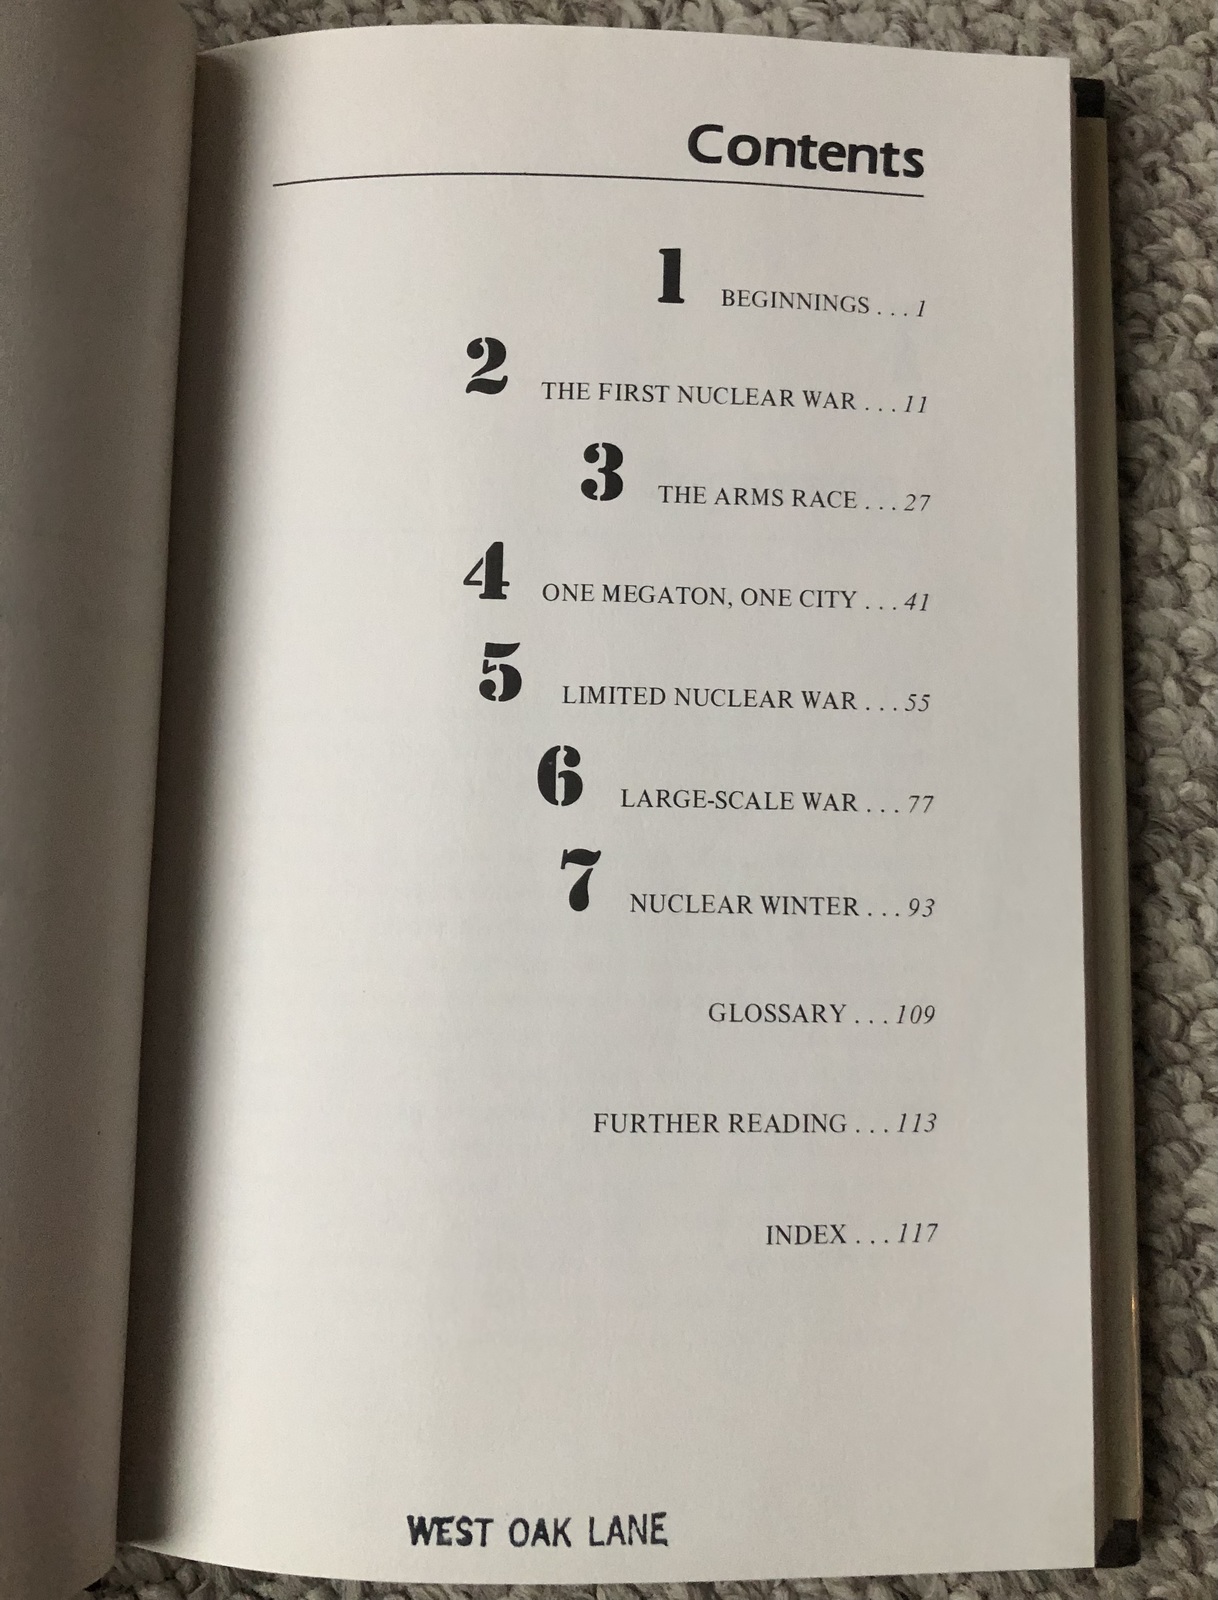 Contents
1 BEGINNINGS . . . 1
2 THE FIRST NUCLEAR WAR . . . 11
3 THE ARMS RACE . . . 27
4 ONE MEGATON, ONE CITY . . . 41
5 LIMITED NUCLEAR WAR . . . 55
6 LARGE-SCALE WAR . . . 77
7 NUCLEAR WINTER . . . 93
GLOSSARY . . . 109
FURTHER READING . . . 113
INDEX . . . 117
WEST OAK LANE